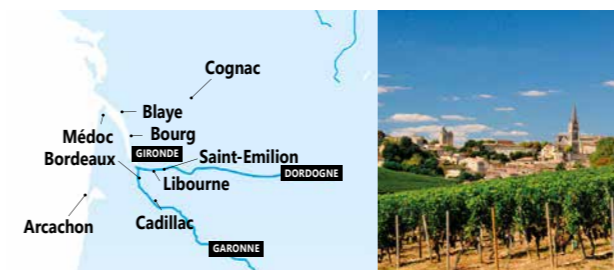 Cognac
Blaye
Médoc
Bourg
Bordeaux
GIRONDE
Saint-Emilion
Libourne
DORDOGNE
Arcachon
Cadillac
GARONNE